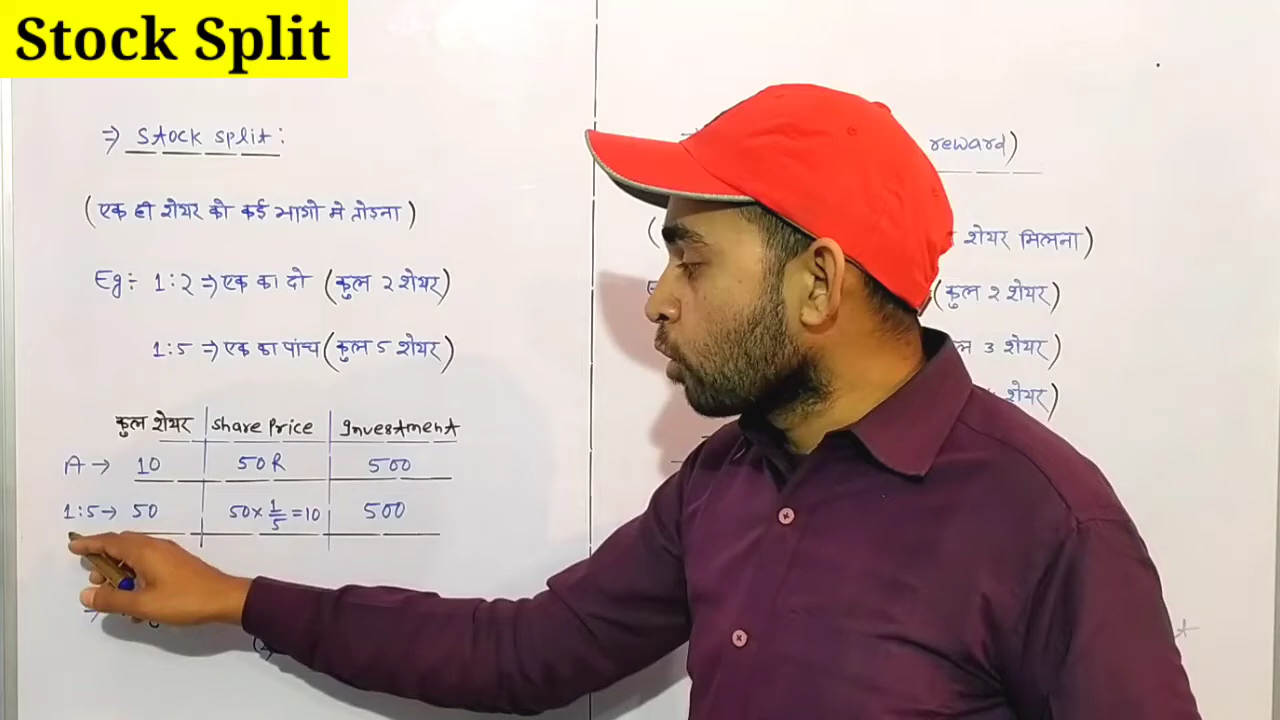 Stock Split
⇒ Stock split:
(एक ही शेयर को कई भागो मे तोड़ना)
Eg÷ 1:2 ⇒ एक का दो (कुल 2 शेयर)
1:5 ⇒ एक का पांच (कुल 5 शेयर)
कुल शेयर Share Price Investment
A → 10 50 R 500
1:5 → 50 50 × 1/5 = 10 500
reward)
शेयर मिलना)
(कुल 2 शेयर)
3 शेयर)
शेयर)